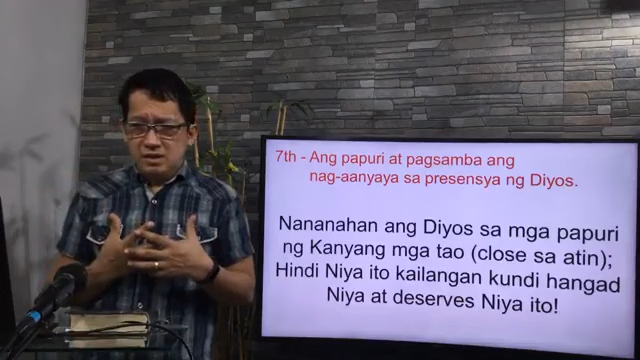 7th - Ang papuri at pagsamba ang
nag-aanyaya sa presensya ng Diyos.
Nananahan ang Diyos sa mga papuri
ng Kanyang mga tao (close sa atin);
Hindi Niya ito kailangan kundi hangad
Niya at deserves Niya ito!